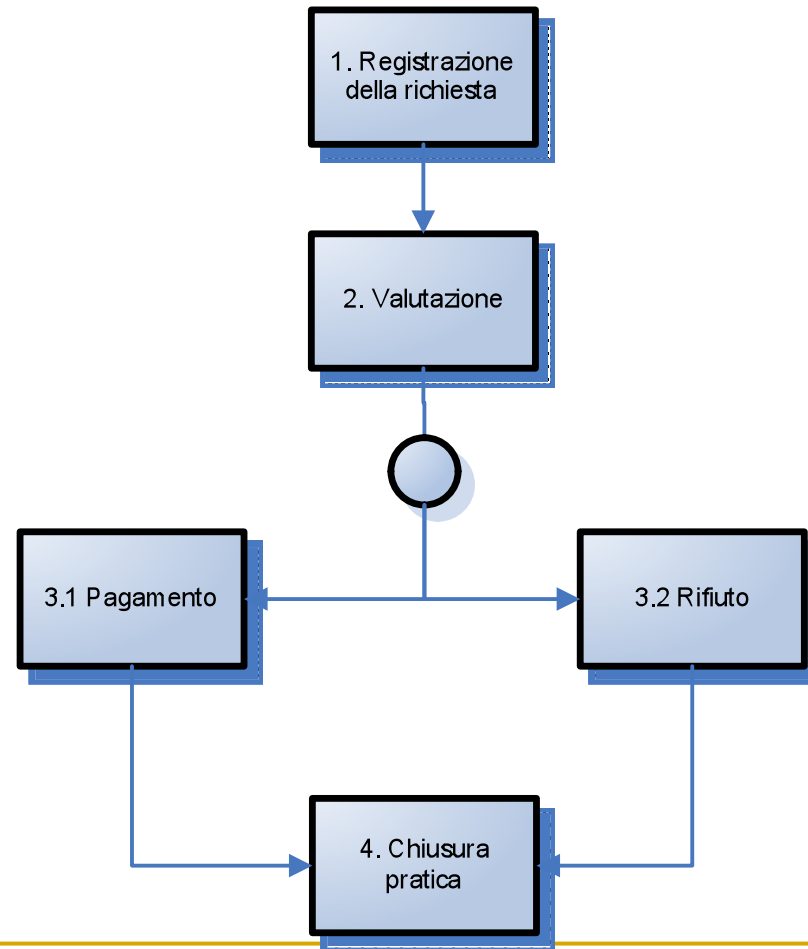 1. Registrazione
della richiesta
2. Valutazione
3.1 Pagamento
3.2 Rifiuto
4. Chiusura
pratica